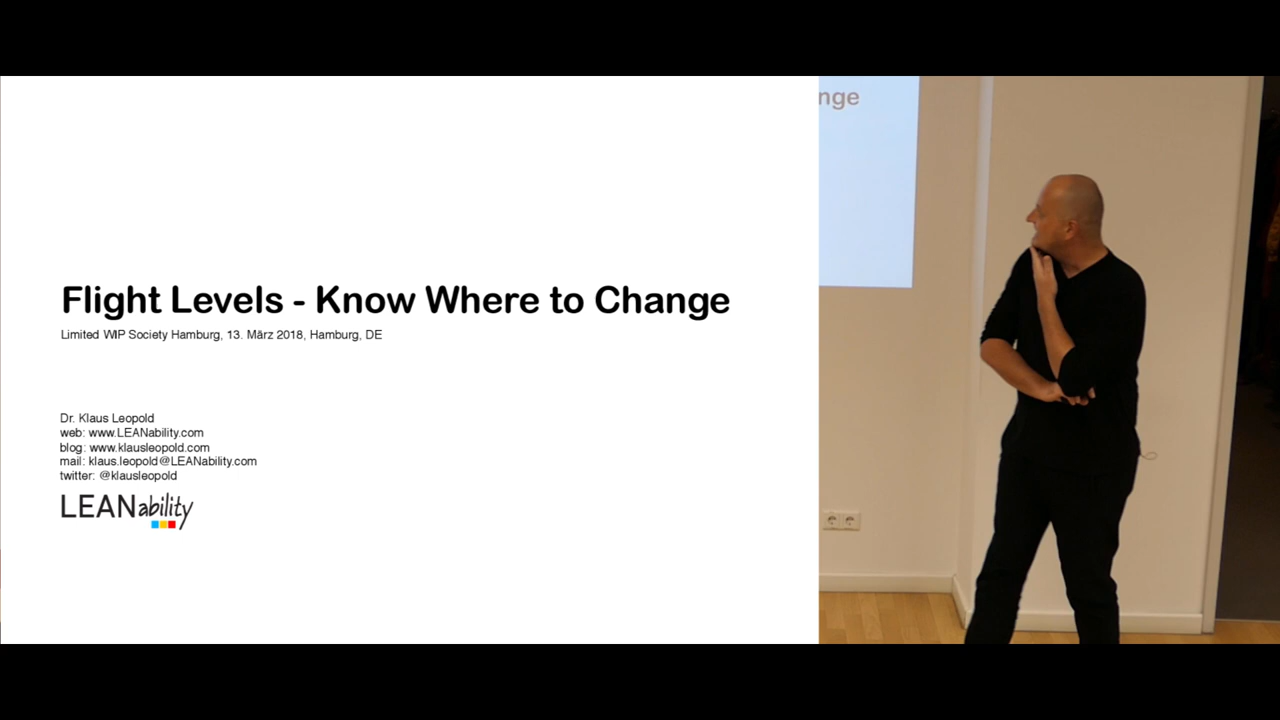 Flight Levels - Know Where to Change
Limited WIP Society Hamburg, 13. März 2018, Hamburg, DE
Dr. Klaus Leopold
web: www.LEANability.com
blog: www.klausleopold.com
mail: klaus.leopold@LEANability.com
twitter: @klausleopold
LEANability
nge